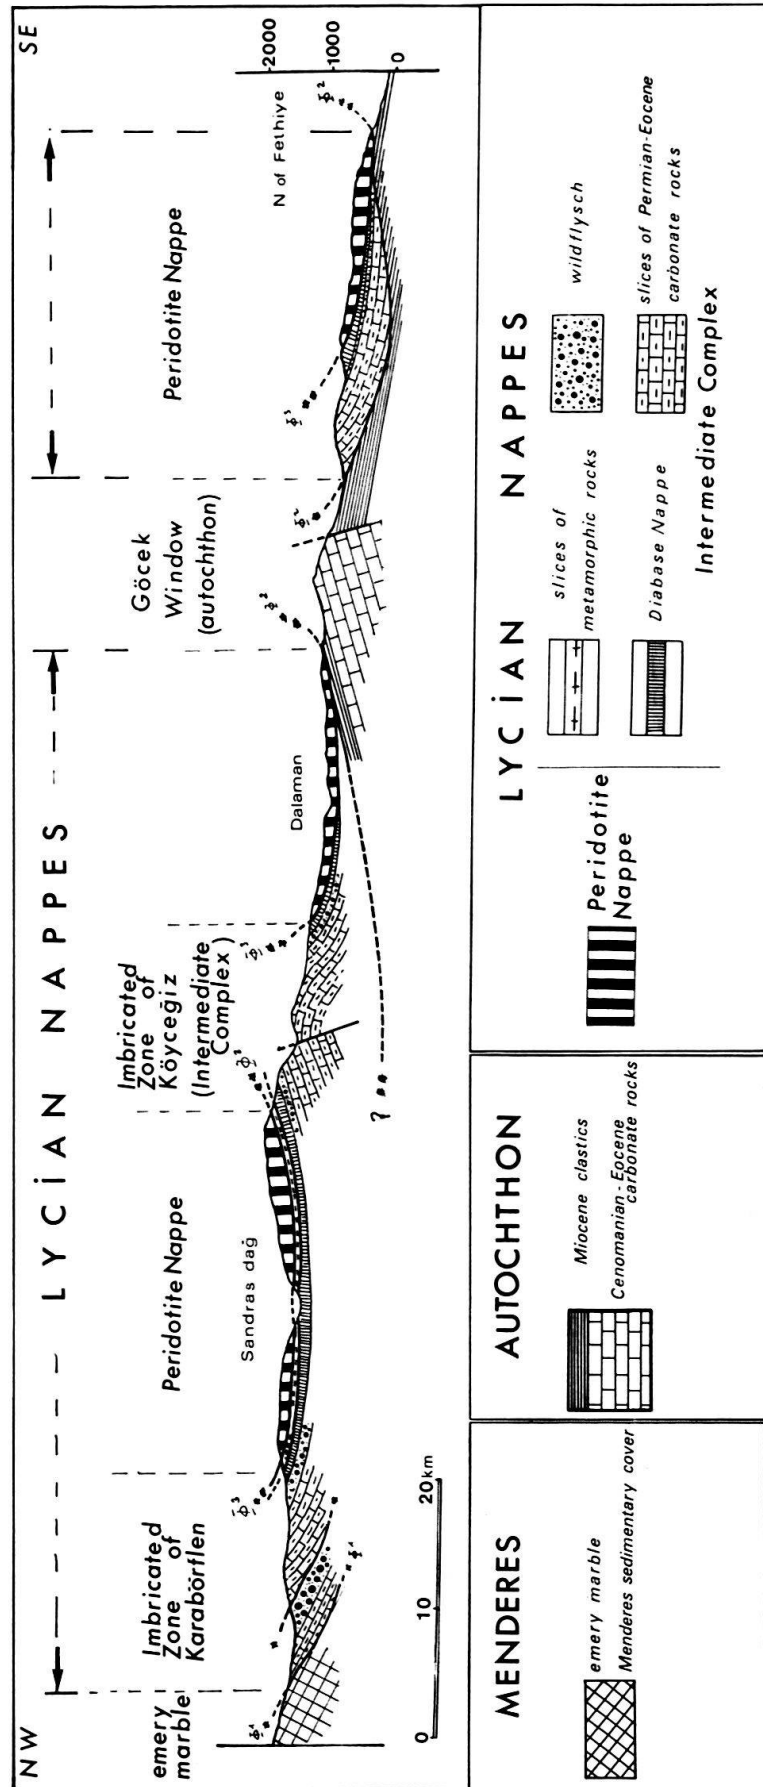 NW
SE
LYCİAN NAPPES
emery
marble
Imbricated
Zone of
Karabörtlen
Peridotite Nappe
Imbricated
Zone of
Köyceğiz
(Intermediate
Complex)
Göcek
Window
(autochthon)
Peridotite Nappe
Sandras dağ
Dalaman
N of Fethiye
2000
1000
0
?
0
10
20km
MENDERES
emery marble
Menderes sedimentary cover
AUTOCHTHON
Miocene clastics
Cenomanian-Eocene
carbonate rocks
LYCİAN NAPPES
Peridotite
Nappe
slices of
metamorphic rocks
wildflysch
Diabase Nappe
slices of Permian-Eocene
carbonate rocks
Intermediate Complex